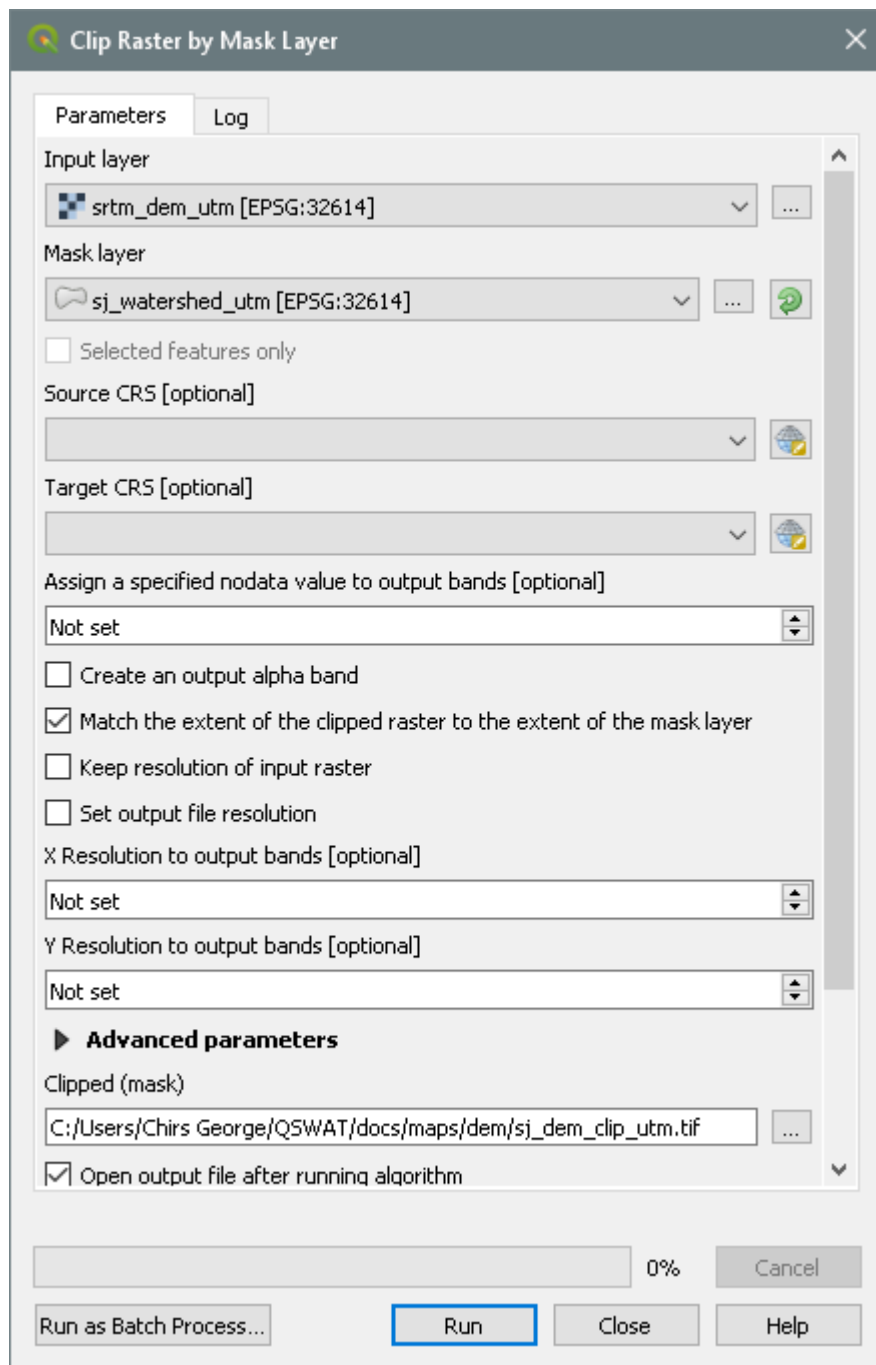 Clip Raster by Mask Layer
Parameters
Log
Input layer
srtm_dem_utm [EPSG:32614]
...
Mask layer
sj_watershed_utm [EPSG:32614]
...
Selected features only
Source CRS [optional]
Target CRS [optional]
Assign a specified nodata value to output bands [optional]
Not set
Create an output alpha band
Match the extent of the clipped raster to the extent of the mask layer
Keep resolution of input raster
Set output file resolution
X Resolution to output bands [optional]
Not set
Y Resolution to output bands [optional]
Not set
Advanced parameters
Clipped (mask)
C:/Users/Chirs George/QSWAT/docs/maps/dem/sj_dem_clip_utm.tif
...
Open output file after running algorithm
0%
Cancel
Run as Batch Process...
Run
Close
Help